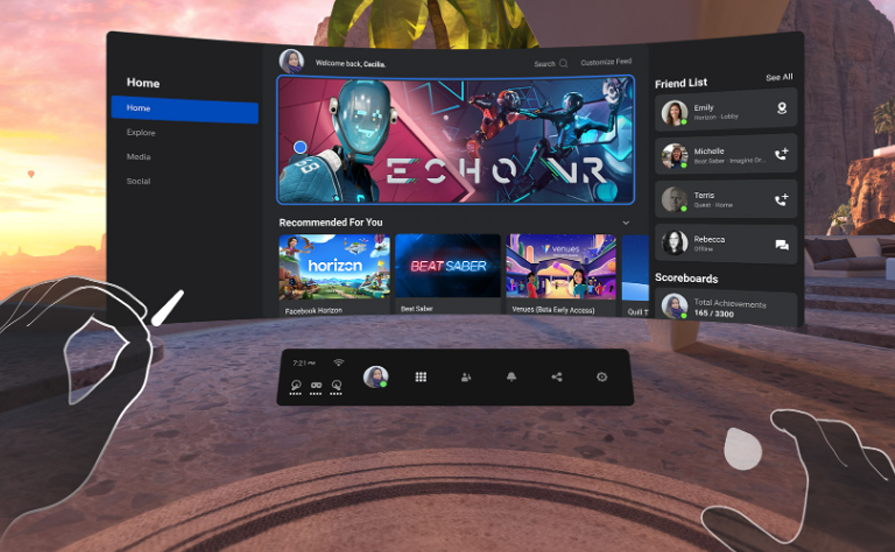 Welcome back, Cecilia.
Search
Customize Feed
Home
Home
Explore
Media
Social
ECHO VR
Recommended For You
horizon
BEAT SABER
venues
Facebook Horizon
Beat Saber
Venues (Beta Early Access)
Quill T
Friend List
See All
Emily
Horizon · Lobby
Michelle
Beat Saber · Imagine Dr...
Terris
Quest · Home
Rebecca
Offline
Scoreboards
Total Achievements
165 / 3300
7:21 PM